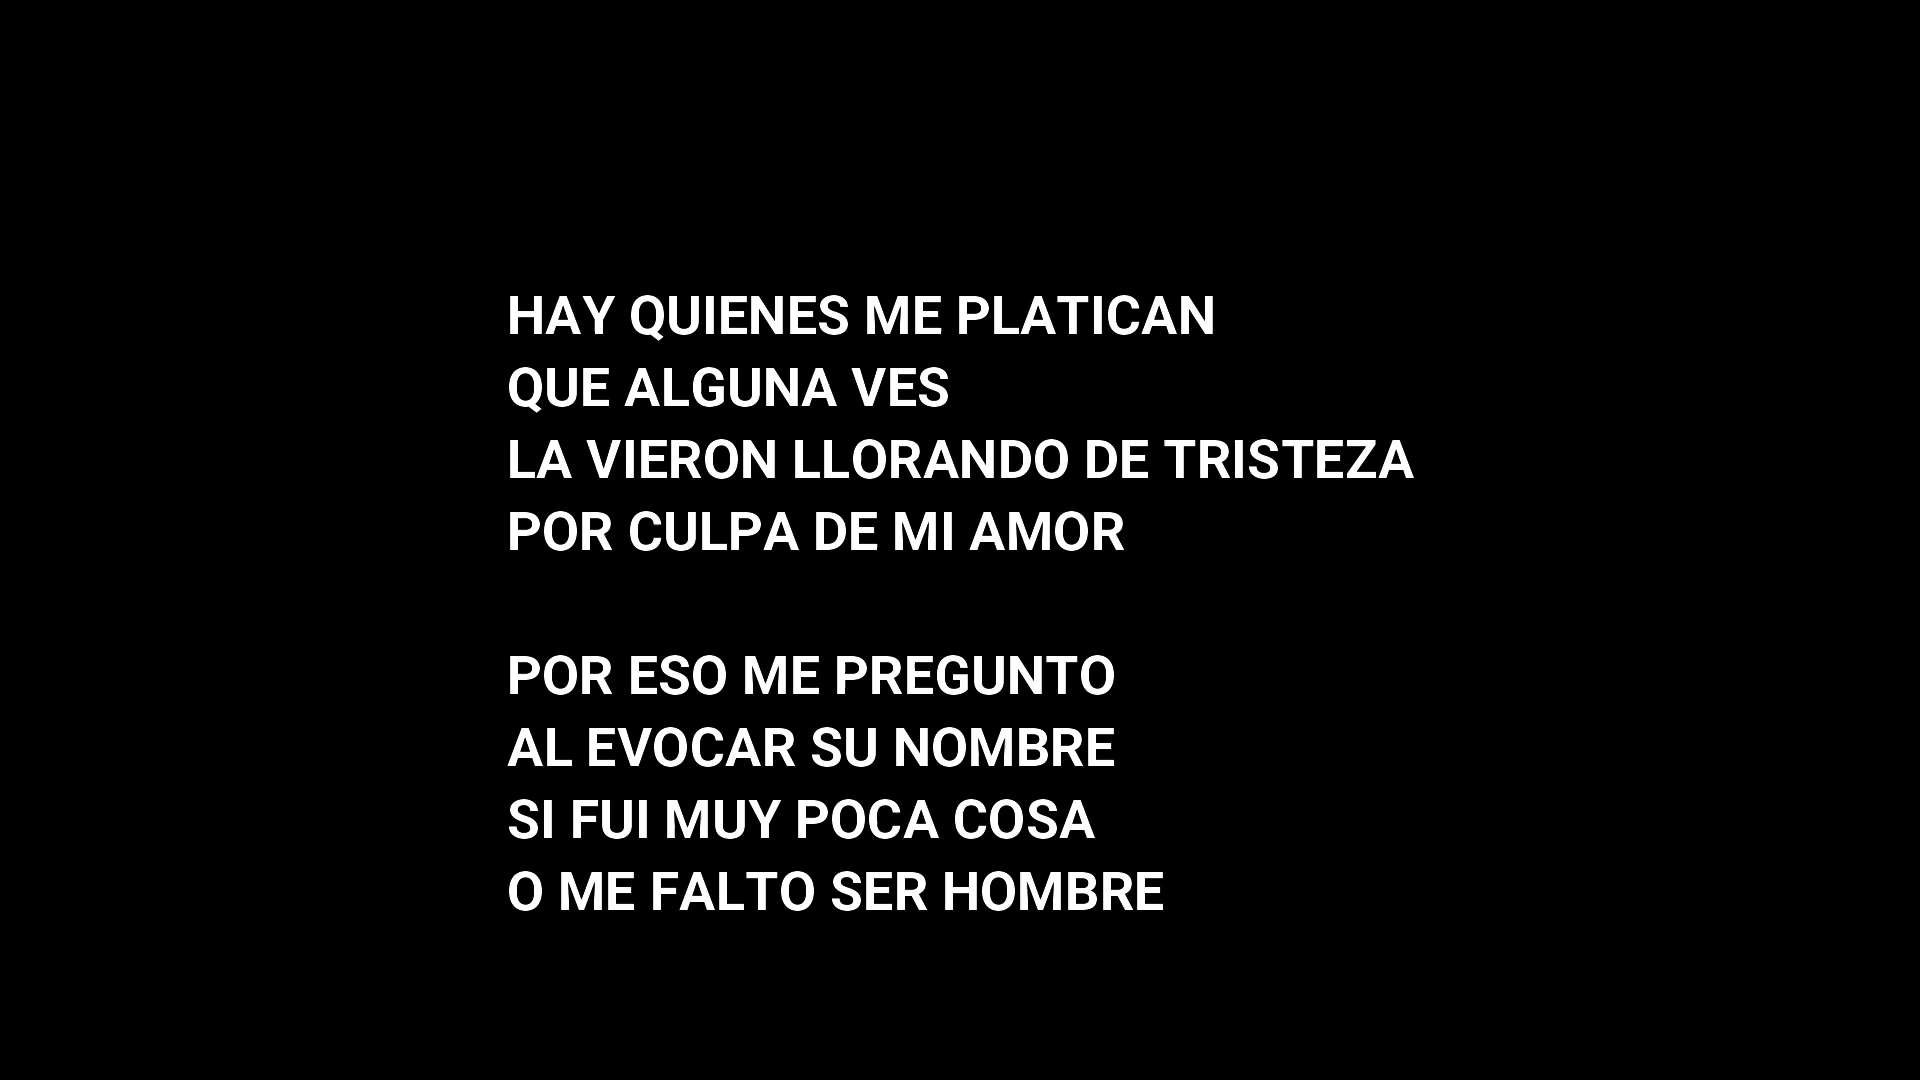 HAY QUIENES ME PLATICAN
QUE ALGUNA VES
LA VIERON LLORANDO DE TRISTEZA
POR CULPA DE MI AMOR
POR ESO ME PREGUNTO
AL EVOCAR SU NOMBRE
SI FUI MUY POCA COSA
O ME FALTO SER HOMBRE